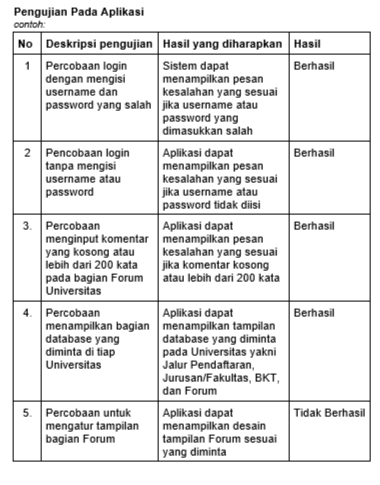 Pengujian Pada Aplikasi
contoh:
No Deskripsi pengujian Hasil yang diharapkan Hasil
1 Percobaan login Sistem dapat Berhasil
dengan mengisi menampilkan pesan
username dan kesalahan yang sesuai
password yang salah jika username atau
password yang
dimasukkan salah
2 Pencobaan login Aplikasi dapat Berhasil
tanpa mengisi menampilkan pesan
username atau kesalahan yang sesuai
password jika username atau
password tidak diisi
3. Percobaan Aplikasi dapat Berhasil
menginput komentar menampilkan pesan
yang kosong atau kesalahan yang sesuai
lebih dari 200 kata jika komentar kosong
pada bagian Forum atau lebih dari 200 kata
Universitas
4. Percobaan Aplikasi dapat Berhasil
menampilkan bagian menampilkan tampilan
database yang database yang diminta
diminta di tiap pada Universitas yakni
Universitas Jalur Pendaftaran,
Jurusan/Fakultas, BKT,
dan Forum
5. Percobaan untuk Aplikasi dapat Tidak Berhasil
mengatur tampilan menampilkan desain
bagian Forum tampilan Forum sesuai
yang diminta